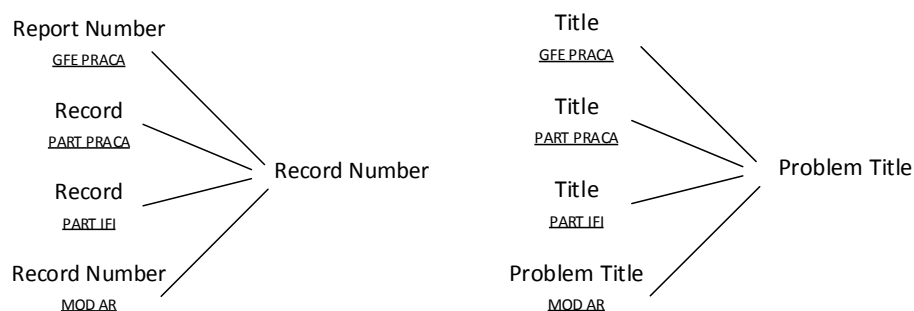 Report Number
GFE PRACA
Record
PART PRACA
Record
PART IFI
Record Number
MOD AR
Record Number
Title
GFE PRACA
Title
PART PRACA
Title
PART IFI
Problem Title
MOD AR
Problem Title